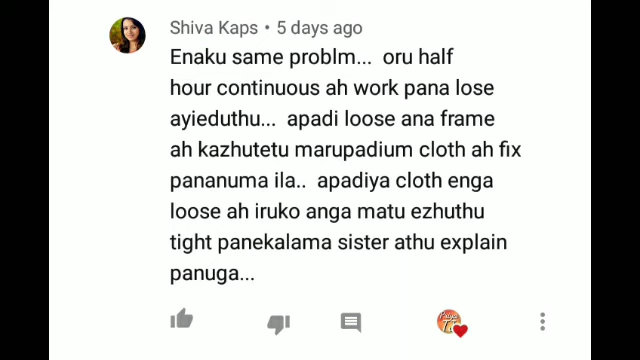 Shiva Kaps • 5 days ago
Enaku same problm... oru half
hour continuous ah work pana lose
ayieduthu... apadi loose ana frame
ah kazhutetu marupadium cloth ah fix
pananuma ila.. apadiya cloth enga
loose ah iruko anga matu ezhuthu
tight panekalama sister athu explain
panuga...